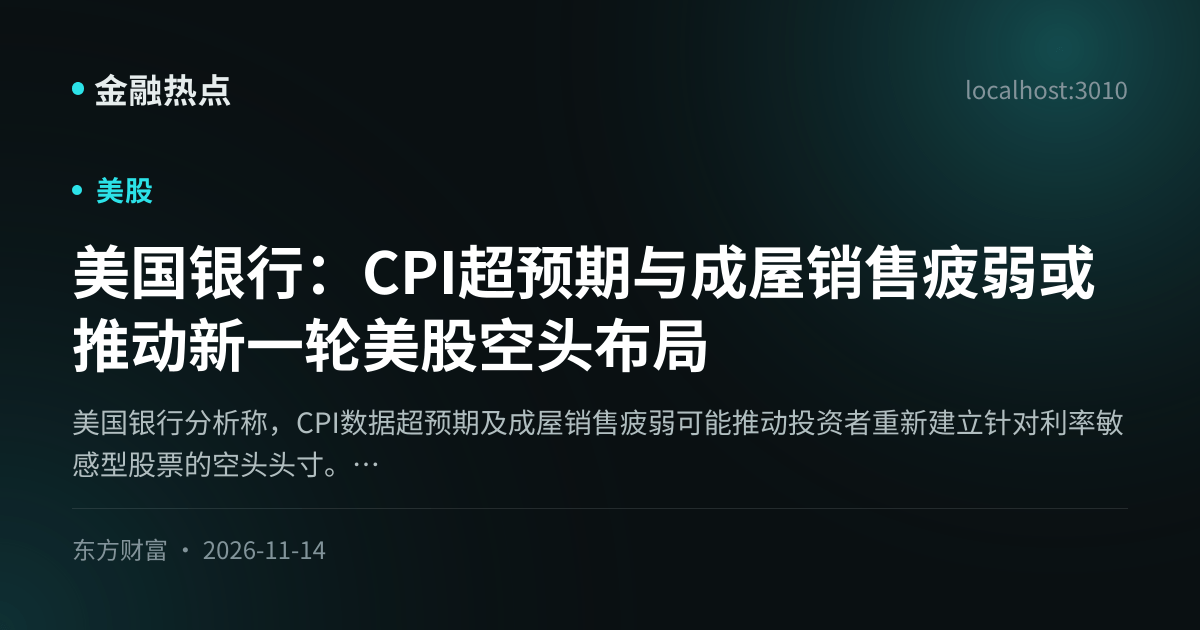 金融热点
localhost:3010
美股
美国银行：CPI超预期与成屋销售疲弱或
推动新一轮美股空头布局
美国银行分析称，CPI数据超预期及成屋销售疲弱可能推动投资者重新建立针对利率敏
感型股票的空头头寸。…
东方财富 • 2026-11-14